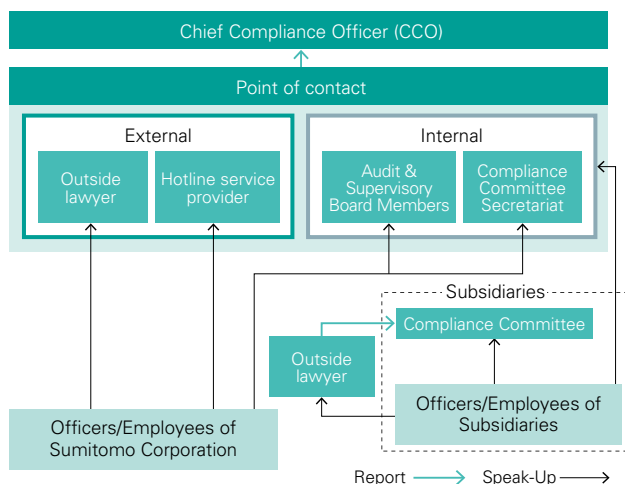 Chief Compliance Officer (CCO)
Point of contact
External
Outside
lawyer
Hotline service
provider
Internal
Audit &
Supervisory
Board Members
Compliance
Committee
Secretariat
Subsidiaries
Compliance Committee
Outside
lawyer
Officers/Employees of
Subsidiaries
Officers/Employees of
Sumitomo Corporation
Report
Speak-Up